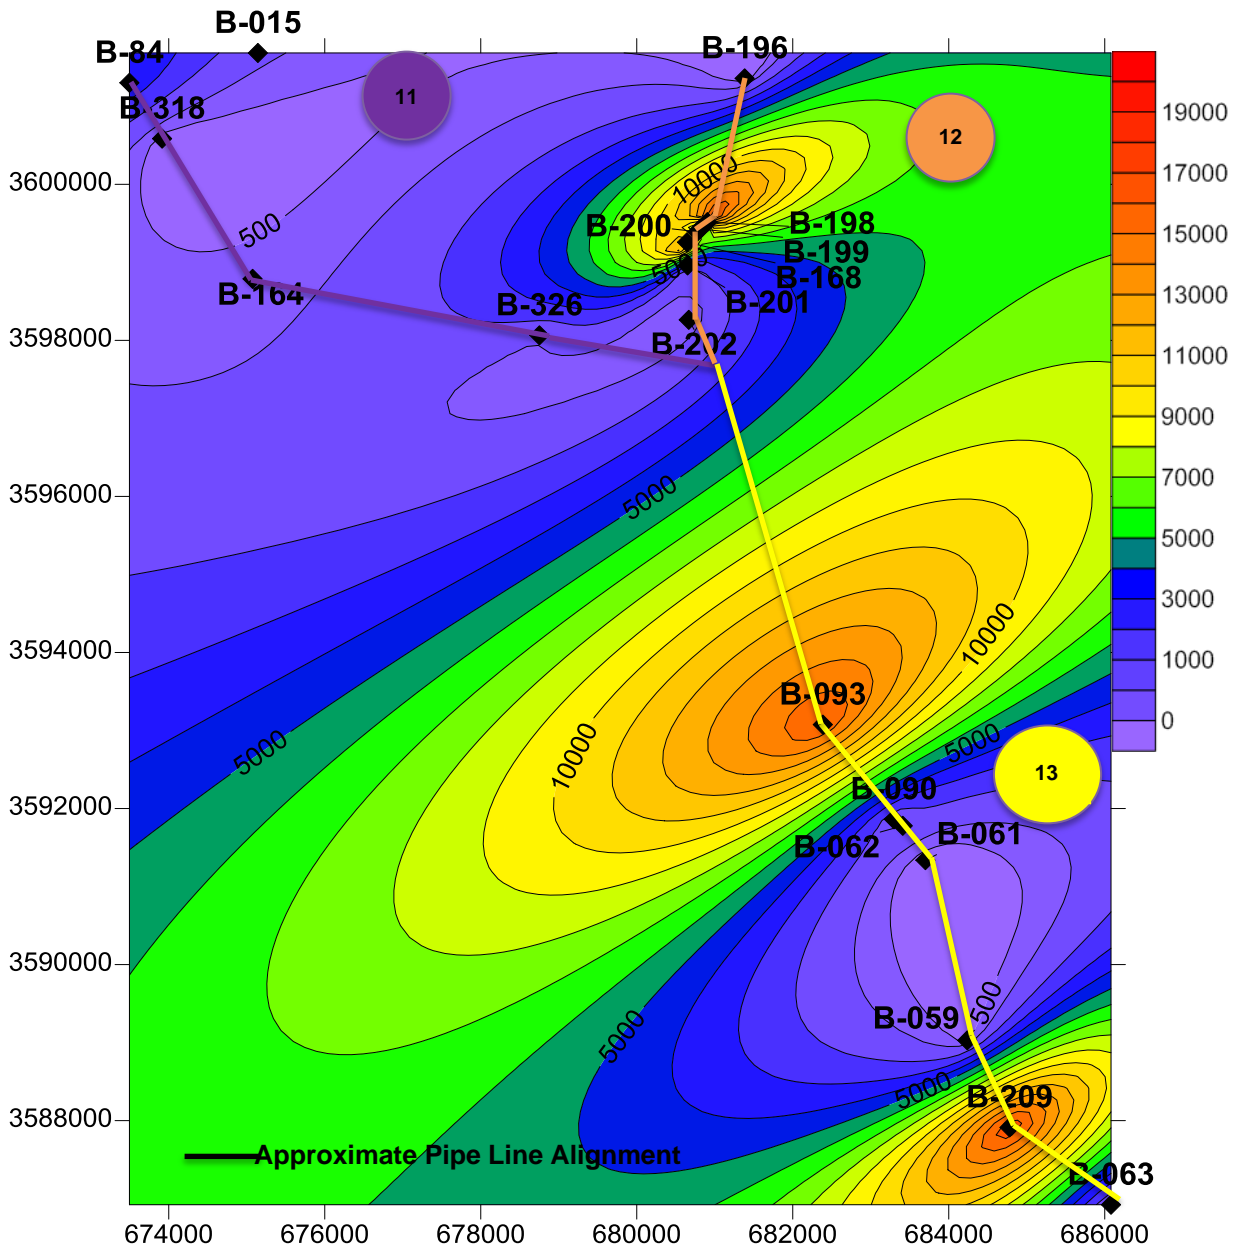 B-015
B-84
B-196
B-318
11
12
19000
17000
15000
13000
11000
9000
7000
5000
3000
1000
0
3600000
3598000
3596000
3594000
3592000
3590000
3588000
10000
500
B-200
B-198
B-199
5000
B-168
B-164
B-326
B-201
B-202
5000
10000
B-093
5000
5000
10000
13
B-090
B-061
B-062
500
B-059
5000
5000
B-209
Approximate Pipe Line Alignment
B-063
674000
676000
678000
680000
682000
684000
686000